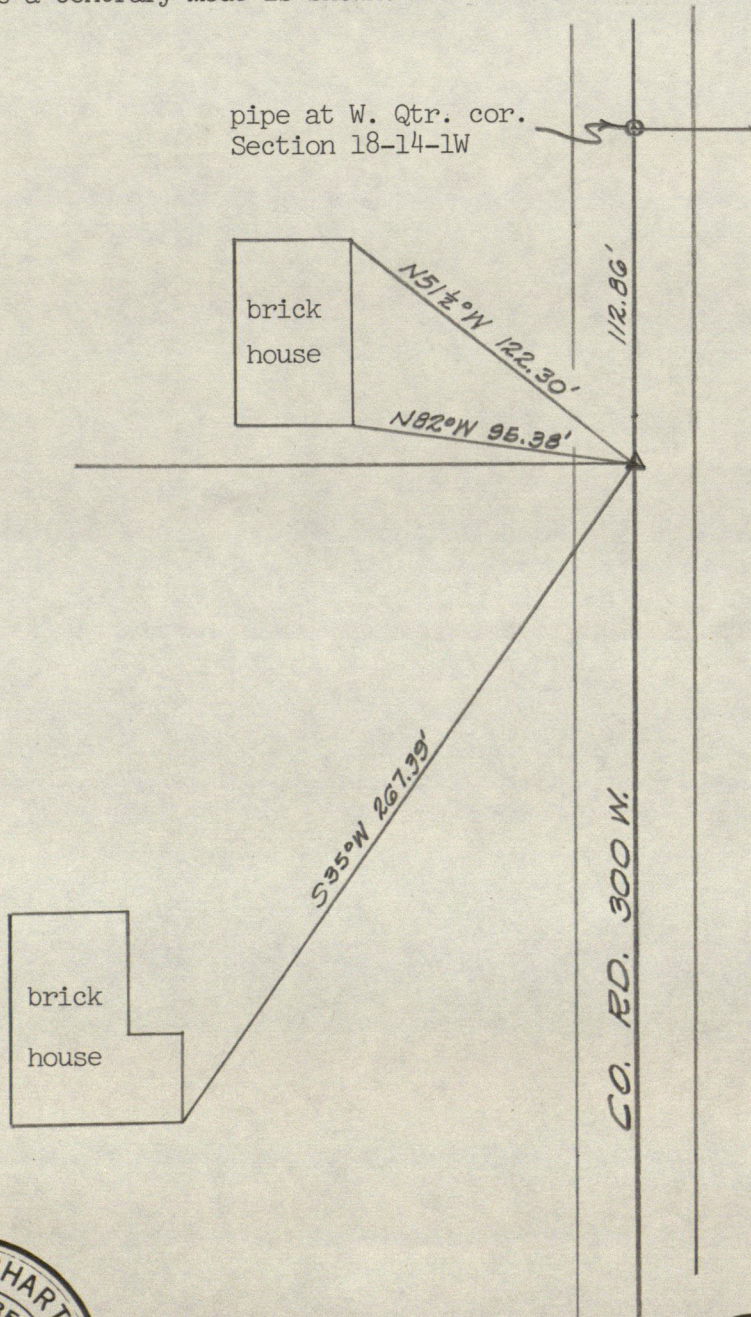 pipe at W. Qtr. cor.
Section 18-14-1W
brick
house
N51½°W 122.30'
112.86'
N82°W 95.38'
S35°W 267.39'
CO. RD. 300 W.
brick
house
HART